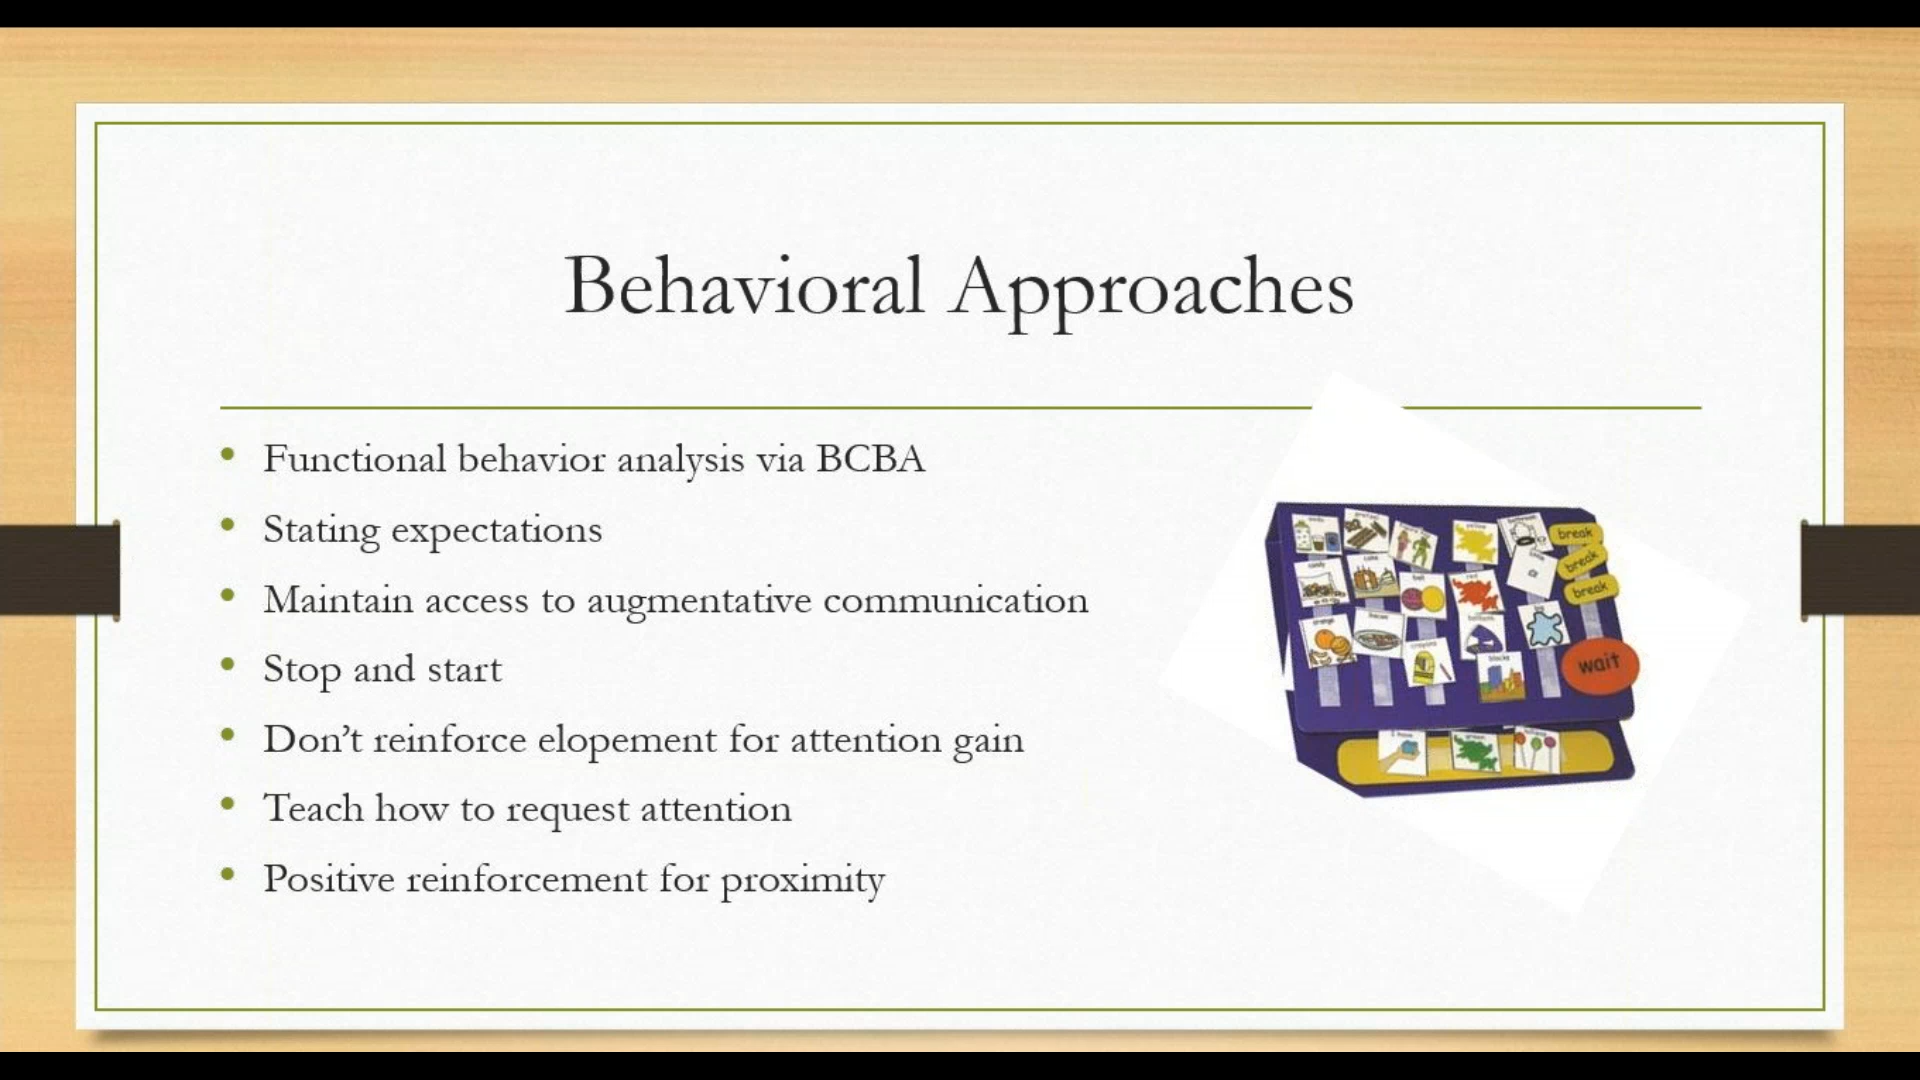 Behavioral Approaches
Functional behavior analysis via BCBA
Stating expectations
Maintain access to augmentative communication
Stop and start
Don't reinforce elopement for attention gain
Teach how to request attention
Positive reinforcement for proximity
break
break
break
wait